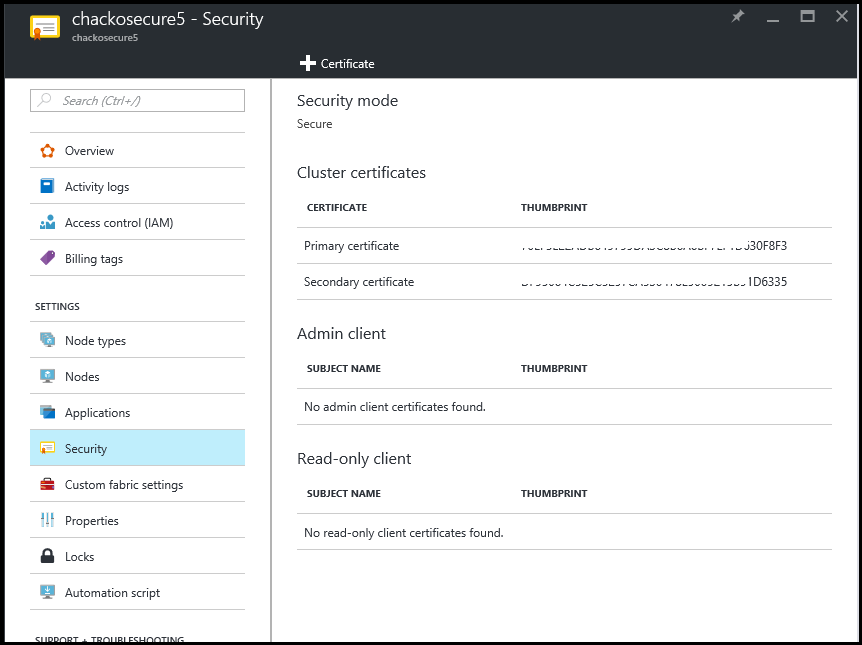 chackosecure5 - Security
chackosecure5
Certificate
Search (Ctrl+/)
Overview
Activity logs
Access control (IAM)
Billing tags
SETTINGS
Node types
Nodes
Applications
Security
Custom fabric settings
Properties
Locks
Automation script
SUPPORT + TROUBLESHOOTING
Security mode
Secure
Cluster certificates
CERTIFICATE THUMBPRINT
Primary certificate 30F8F3
Secondary certificate 1D6335
Admin client
SUBJECT NAME THUMBPRINT
No admin client certificates found.
Read-only client
SUBJECT NAME THUMBPRINT
No read-only client certificates found.